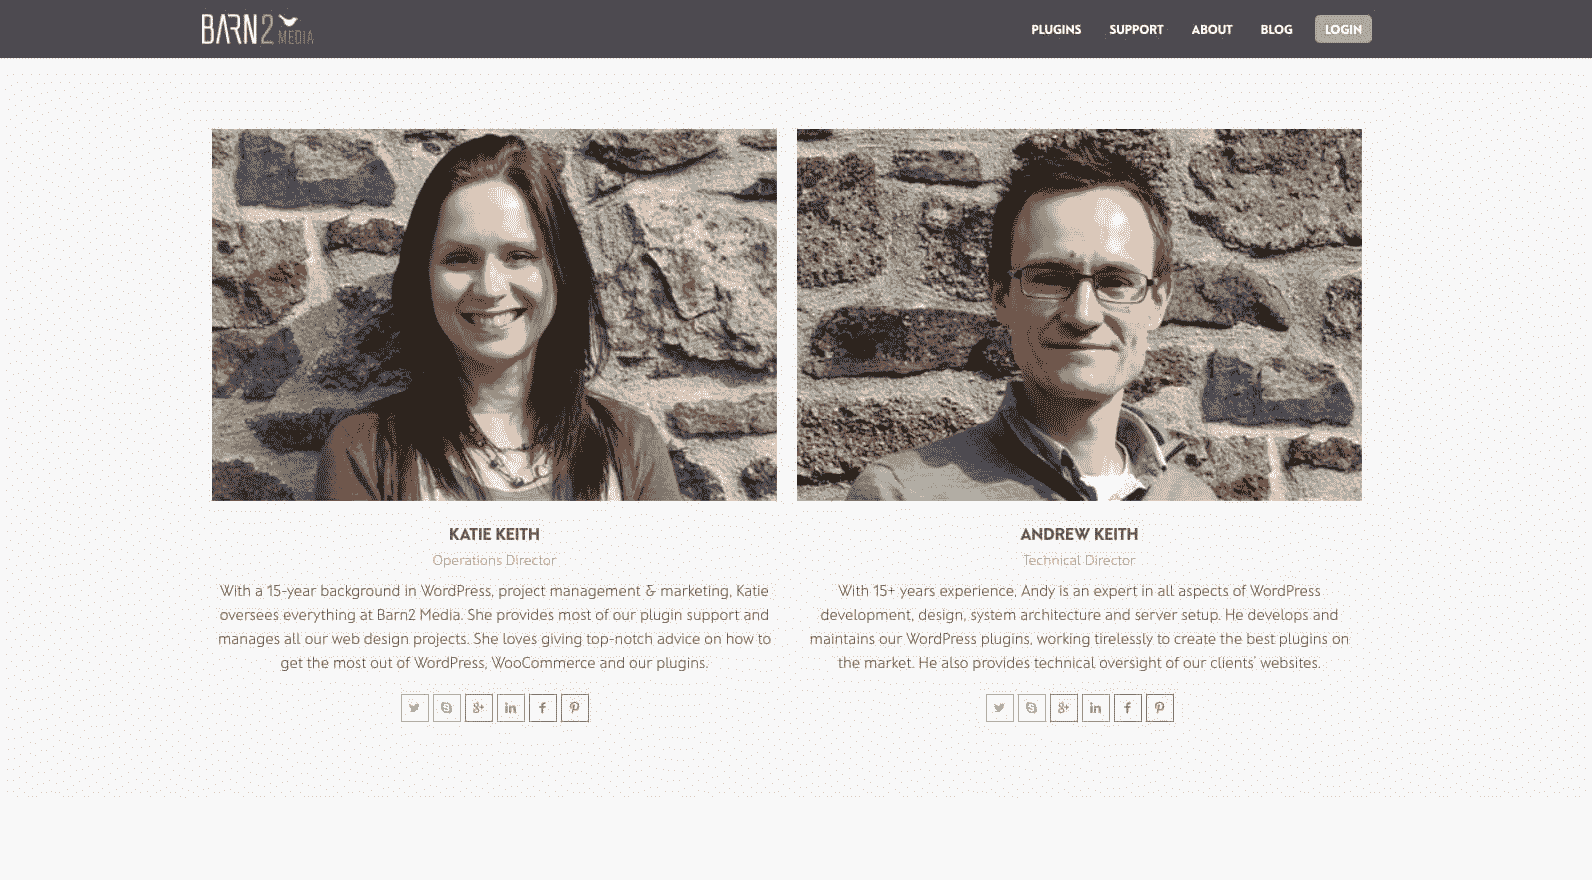 BARN2 MEDIA
PLUGINS SUPPORT ABOUT BLOG LOGIN
KATIE KEITH
Operations Director
With a 15-year background in WordPress, project management & marketing, Katie
oversees everything at Barn2 Media. She provides most of our plugin support and
manages all our web design projects. She loves giving top-notch advice on how to
get the most out of WordPress, WooCommerce and our plugins.
ANDREW KEITH
Technical Director
With 15+ years experience, Andy is an expert in all aspects of WordPress
development, design, system architecture and server setup. He develops and
maintains our WordPress plugins, working tirelessly to create the best plugins on
the market. He also provides technical oversight of our clients' websites.